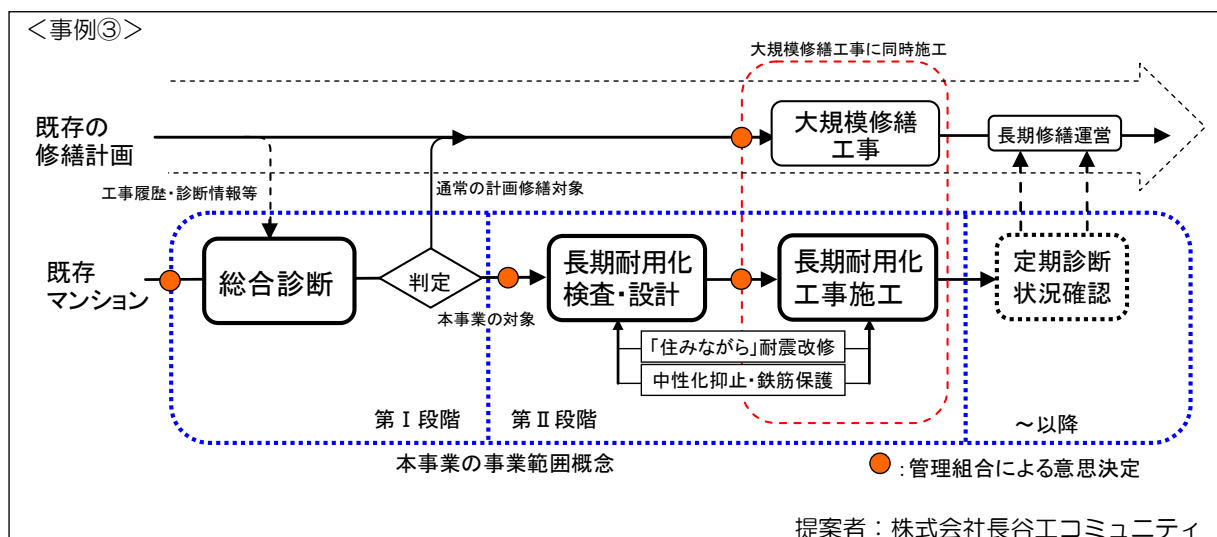 ＜事例③＞
大規模修繕工事に同時施工
既存の
修繕計画
大規模修繕
工事
長期修繕運営
工事履歴・診断情報等
通常の計画修繕対象
既存
マンション
総合診断
判定
本事業の対象
長期耐用化
検査・設計
長期耐用化
工事施工
定期診断
状況確認
「住みながら」耐震改修
中性化抑止・鉄筋保護
第Ⅰ段階
第Ⅱ段階
～以降
本事業の事業範囲概念
：管理組合による意思決定
提案者：株式会社長谷工コミュニティ